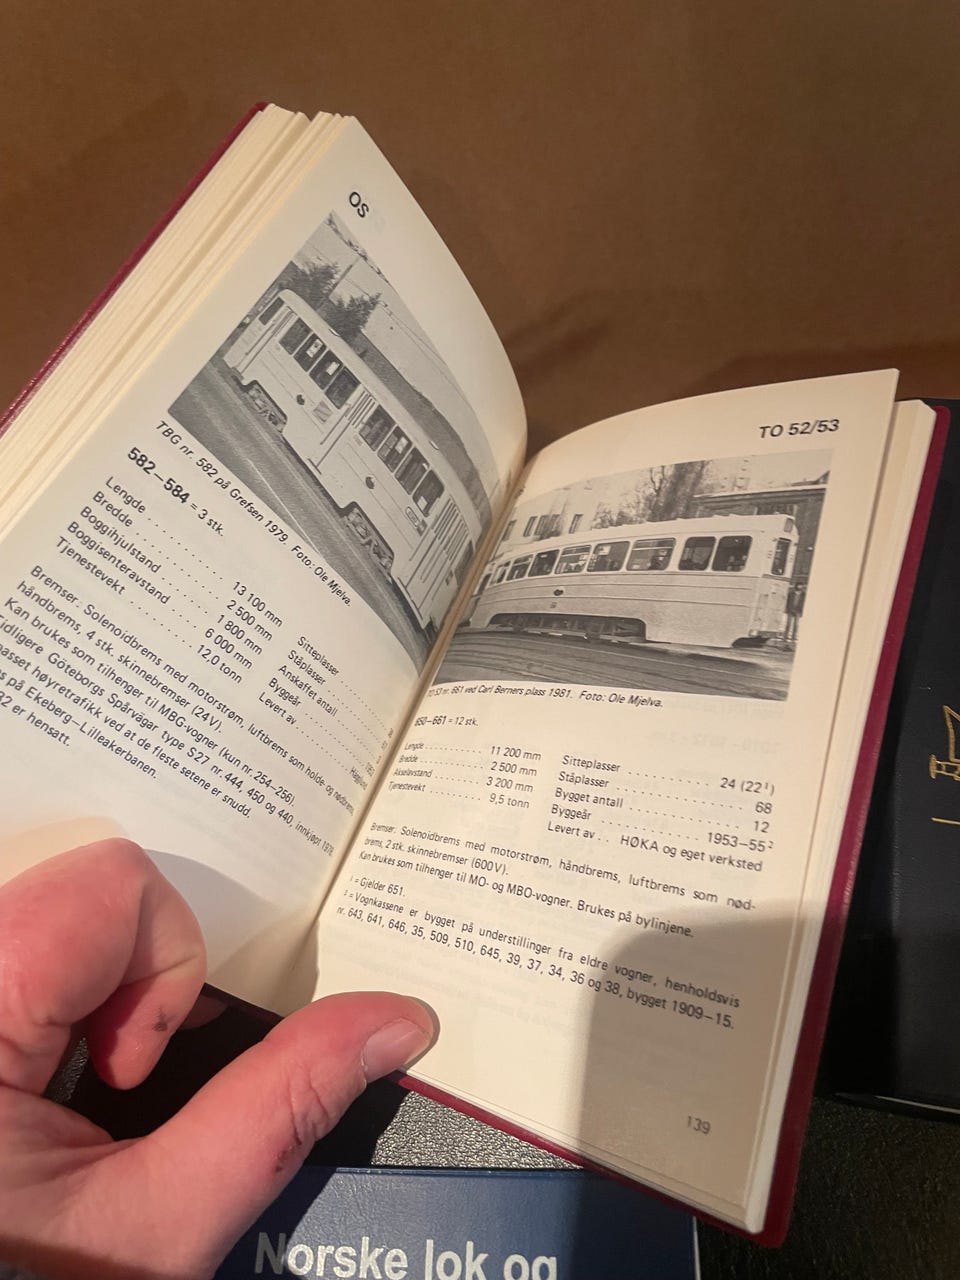 OS
TBG nr. 582 på Grefsen 1979. Foto: Ole Mjelva.
582–584 = 3 stk.
Lengde . . . . . . . . . . . . 13 100 mm
Bredde . . . . . . . . . . . . 2 500 mm
Boggihjulstand . . . . . . . . 1 800 mm
Boggisenteravstand . . . . . . 6 000 mm
Tjenestevekt . . . . . . . . . 12,0 tonn
Sitteplasser
Ståplasser
Anskaffet antall
Byggeår
Levert av
Bremser: Solenoidbrems med motorstrøm, luftbrems som holde- og nødbrems,
håndbrems, 4 stk. skinnebremser (24V).
Kan brukes som tilhenger til MBG-vogner (kun nr. 254–256).
Tidligere Göteborgs Spårvägar type S27 nr. 444, 450 og 440, innkjøpt
passet høyretrafikk ved at de fleste setene er snudd.
på Ekeberg–Lilleakerbanen.
er hensatt.
TO 52/53
TO 53 nr. 661 ved Carl Berners plass 1981. Foto: Ole Mjelva.
650–661 = 12 stk.
Lengde . . . . . . . . . . . . 11 200 mm
Bredde . . . . . . . . . . . . 2 500 mm
Akselavstand . . . . . . . . . 3 200 mm
Tjenestevekt . . . . . . . . . 9,5 tonn
Sitteplasser . . . . . . . . . 24 (22¹)
Ståplasser . . . . . . . . . . 68
Bygget antall . . . . . . . . . 12
Byggeår . . . . . . . . . . . 1953–55²
Levert av . . HØKA og eget verksted
Bremser: Solenoidbrems med motorstrøm, håndbrems, luftbrems som nød-
brems, 2 stk. skinnebremser (600V).
Kan brukes som tilhenger til MO- og MBO-vogner. Brukes på bylinjene.
¹ = Gjelder 651.
² = Vognkassene er bygget på understillinger fra eldre vogner, henholdsvis
nr. 643, 641, 646, 35, 509, 510, 645, 39, 37, 34, 36 og 38, bygget 1909–15.
139
Norske lok og